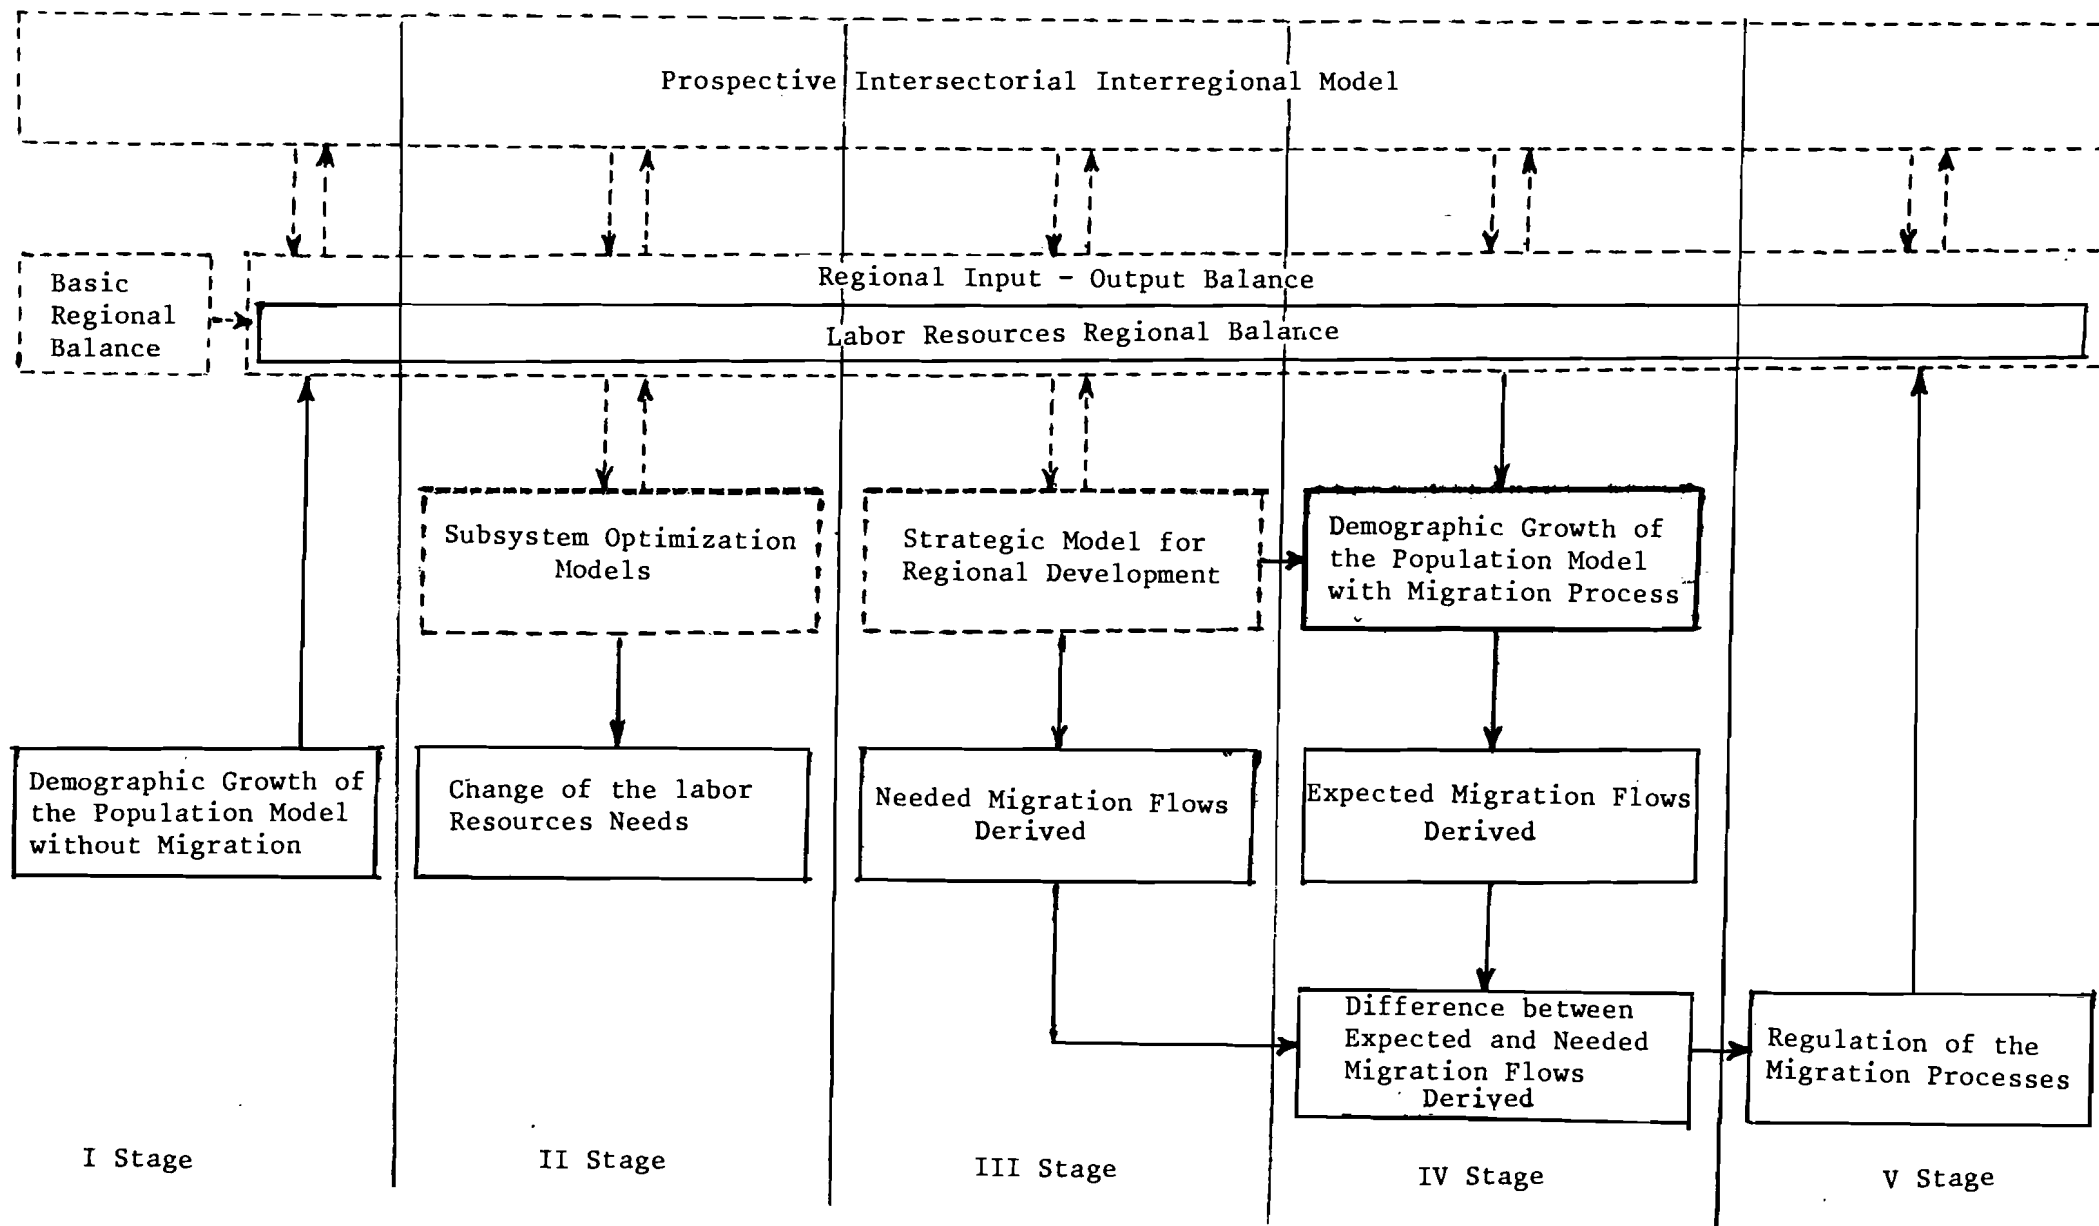 Prospective Intersectorial Interregional Model
Basic
Regional
Balance
Regional Input - Output Balance
Labor Resources Regional Balance
Subsystem Optimization
Models
Strategic Model for
Regional Development
Demographic Growth of
the Population Model
with Migration Process
Demographic Growth of
the Population Model
without Migration
Change of the labor
Resources Needs
Needed Migration Flows
Derived
Expected Migration Flows
Derived
Difference between
Expected and Needed
Migration Flows
Derived
Regulation of the
Migration Processes
I Stage
II Stage
III Stage
IV Stage
V Stage